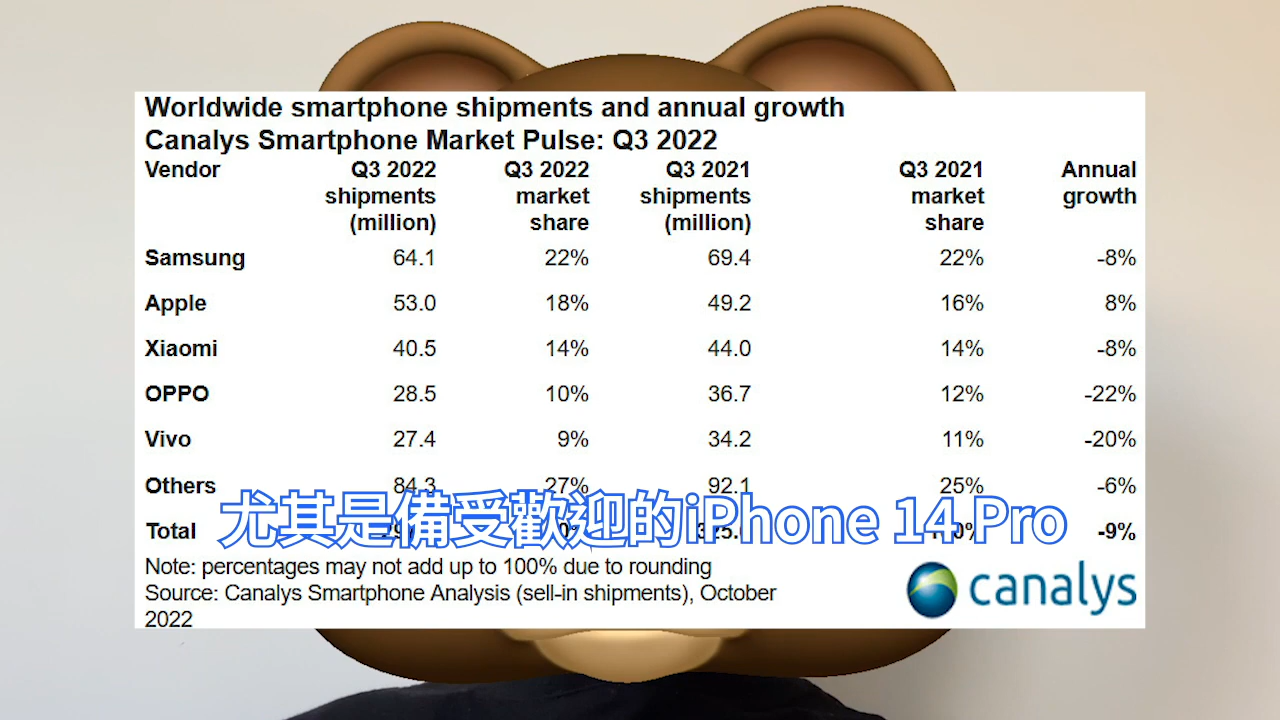 Worldwide smartphone shipments and annual growth
Canalys Smartphone Market Pulse: Q3 2022
Vendor Q3 2022 shipments (million) Q3 2022 market share Q3 2021 shipments (million) Q3 2021 market share Annual growth
Samsung 64.1 22% 69.4 22% -8%
Apple 53.0 18% 49.2 16% 8%
Xiaomi 40.5 14% 44.0 14% -8%
OPPO 28.5 10% 36.7 12% -22%
Vivo 27.4 9% 34.2 11% -20%
Others 84.3 27% 92.1 25% -6%
尤其是備受歡迎的iPhone 14 Pro
Total -9%
Note: percentages may not add up to 100% due to rounding
Source: Canalys Smartphone Analysis (sell-in shipments), October
2022
canalys